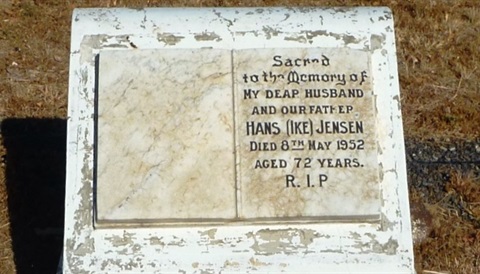 Sacred
to the Memory of
MY DEAR HUSBAND
AND OUR FATHER
HANS (IKE) JENSEN
DIED 8TH MAY 1952
AGED 72 YEARS.
R.I.P